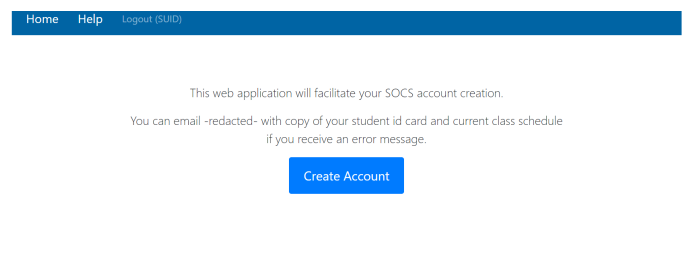 Home Help Logout (SUID)
This web application will facilitate your SOCS account creation.
You can email -redacted- with copy of your student id card and current class schedule
if you receive an error message.
Create Account